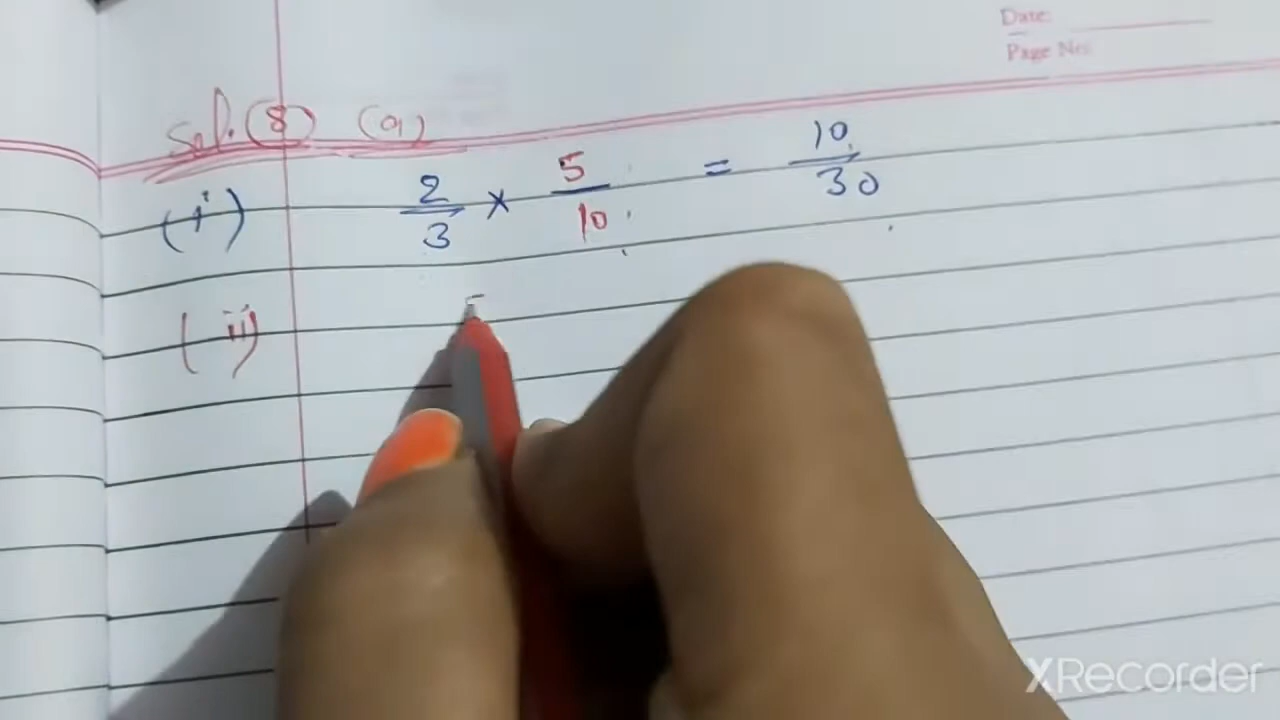 Date:
Page No:
Sol. (8) (a)
(i) 2/3 × 5/10 = 10/30
(ii)
XRecorder